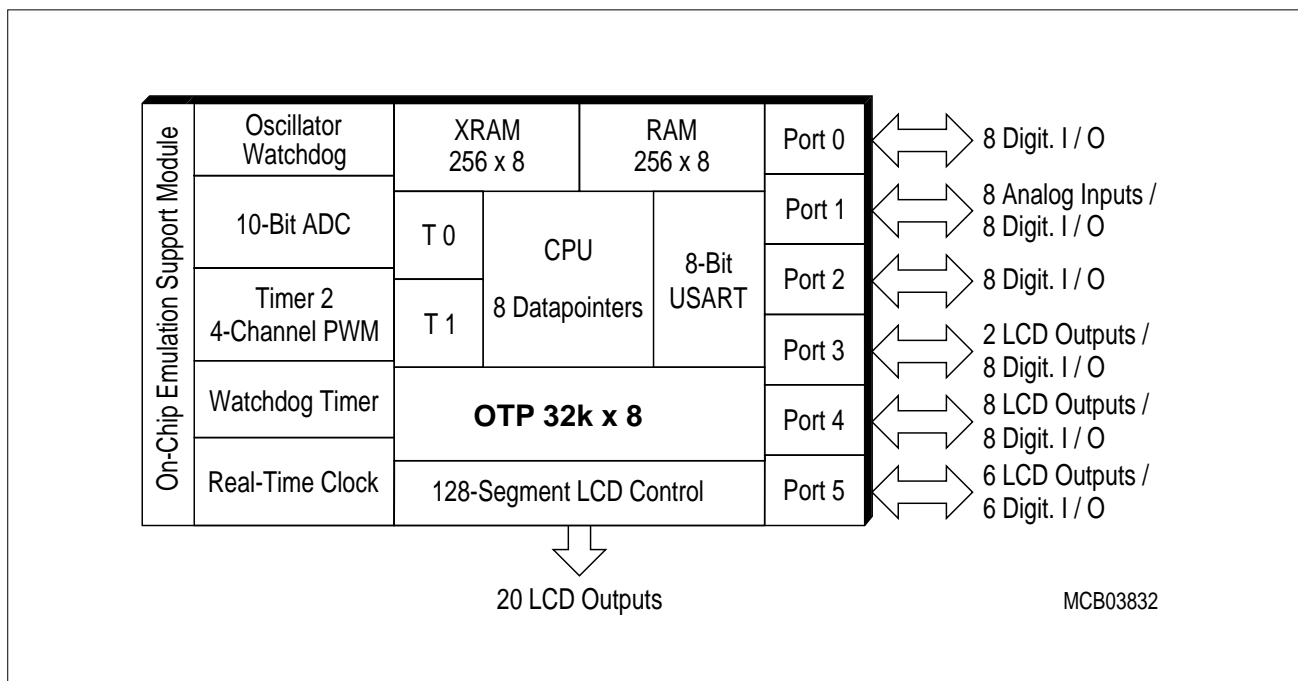 On-Chip Emulation Support Module
Oscillator
Watchdog
10-Bit ADC
Timer 2
4-Channel PWM
Watchdog Timer
Real-Time Clock
XRAM
256 x 8
RAM
256 x 8
T 0
T 1
CPU
8 Datapointers
8-Bit
USART
OTP 32k x 8
128-Segment LCD Control
Port 0
Port 1
Port 2
Port 3
Port 4
Port 5
8 Digit. I / O
8 Analog Inputs /
8 Digit. I / O
8 Digit. I / O
2 LCD Outputs /
8 Digit. I / O
8 LCD Outputs /
8 Digit. I / O
6 LCD Outputs /
6 Digit. I / O
20 LCD Outputs
MCB03832